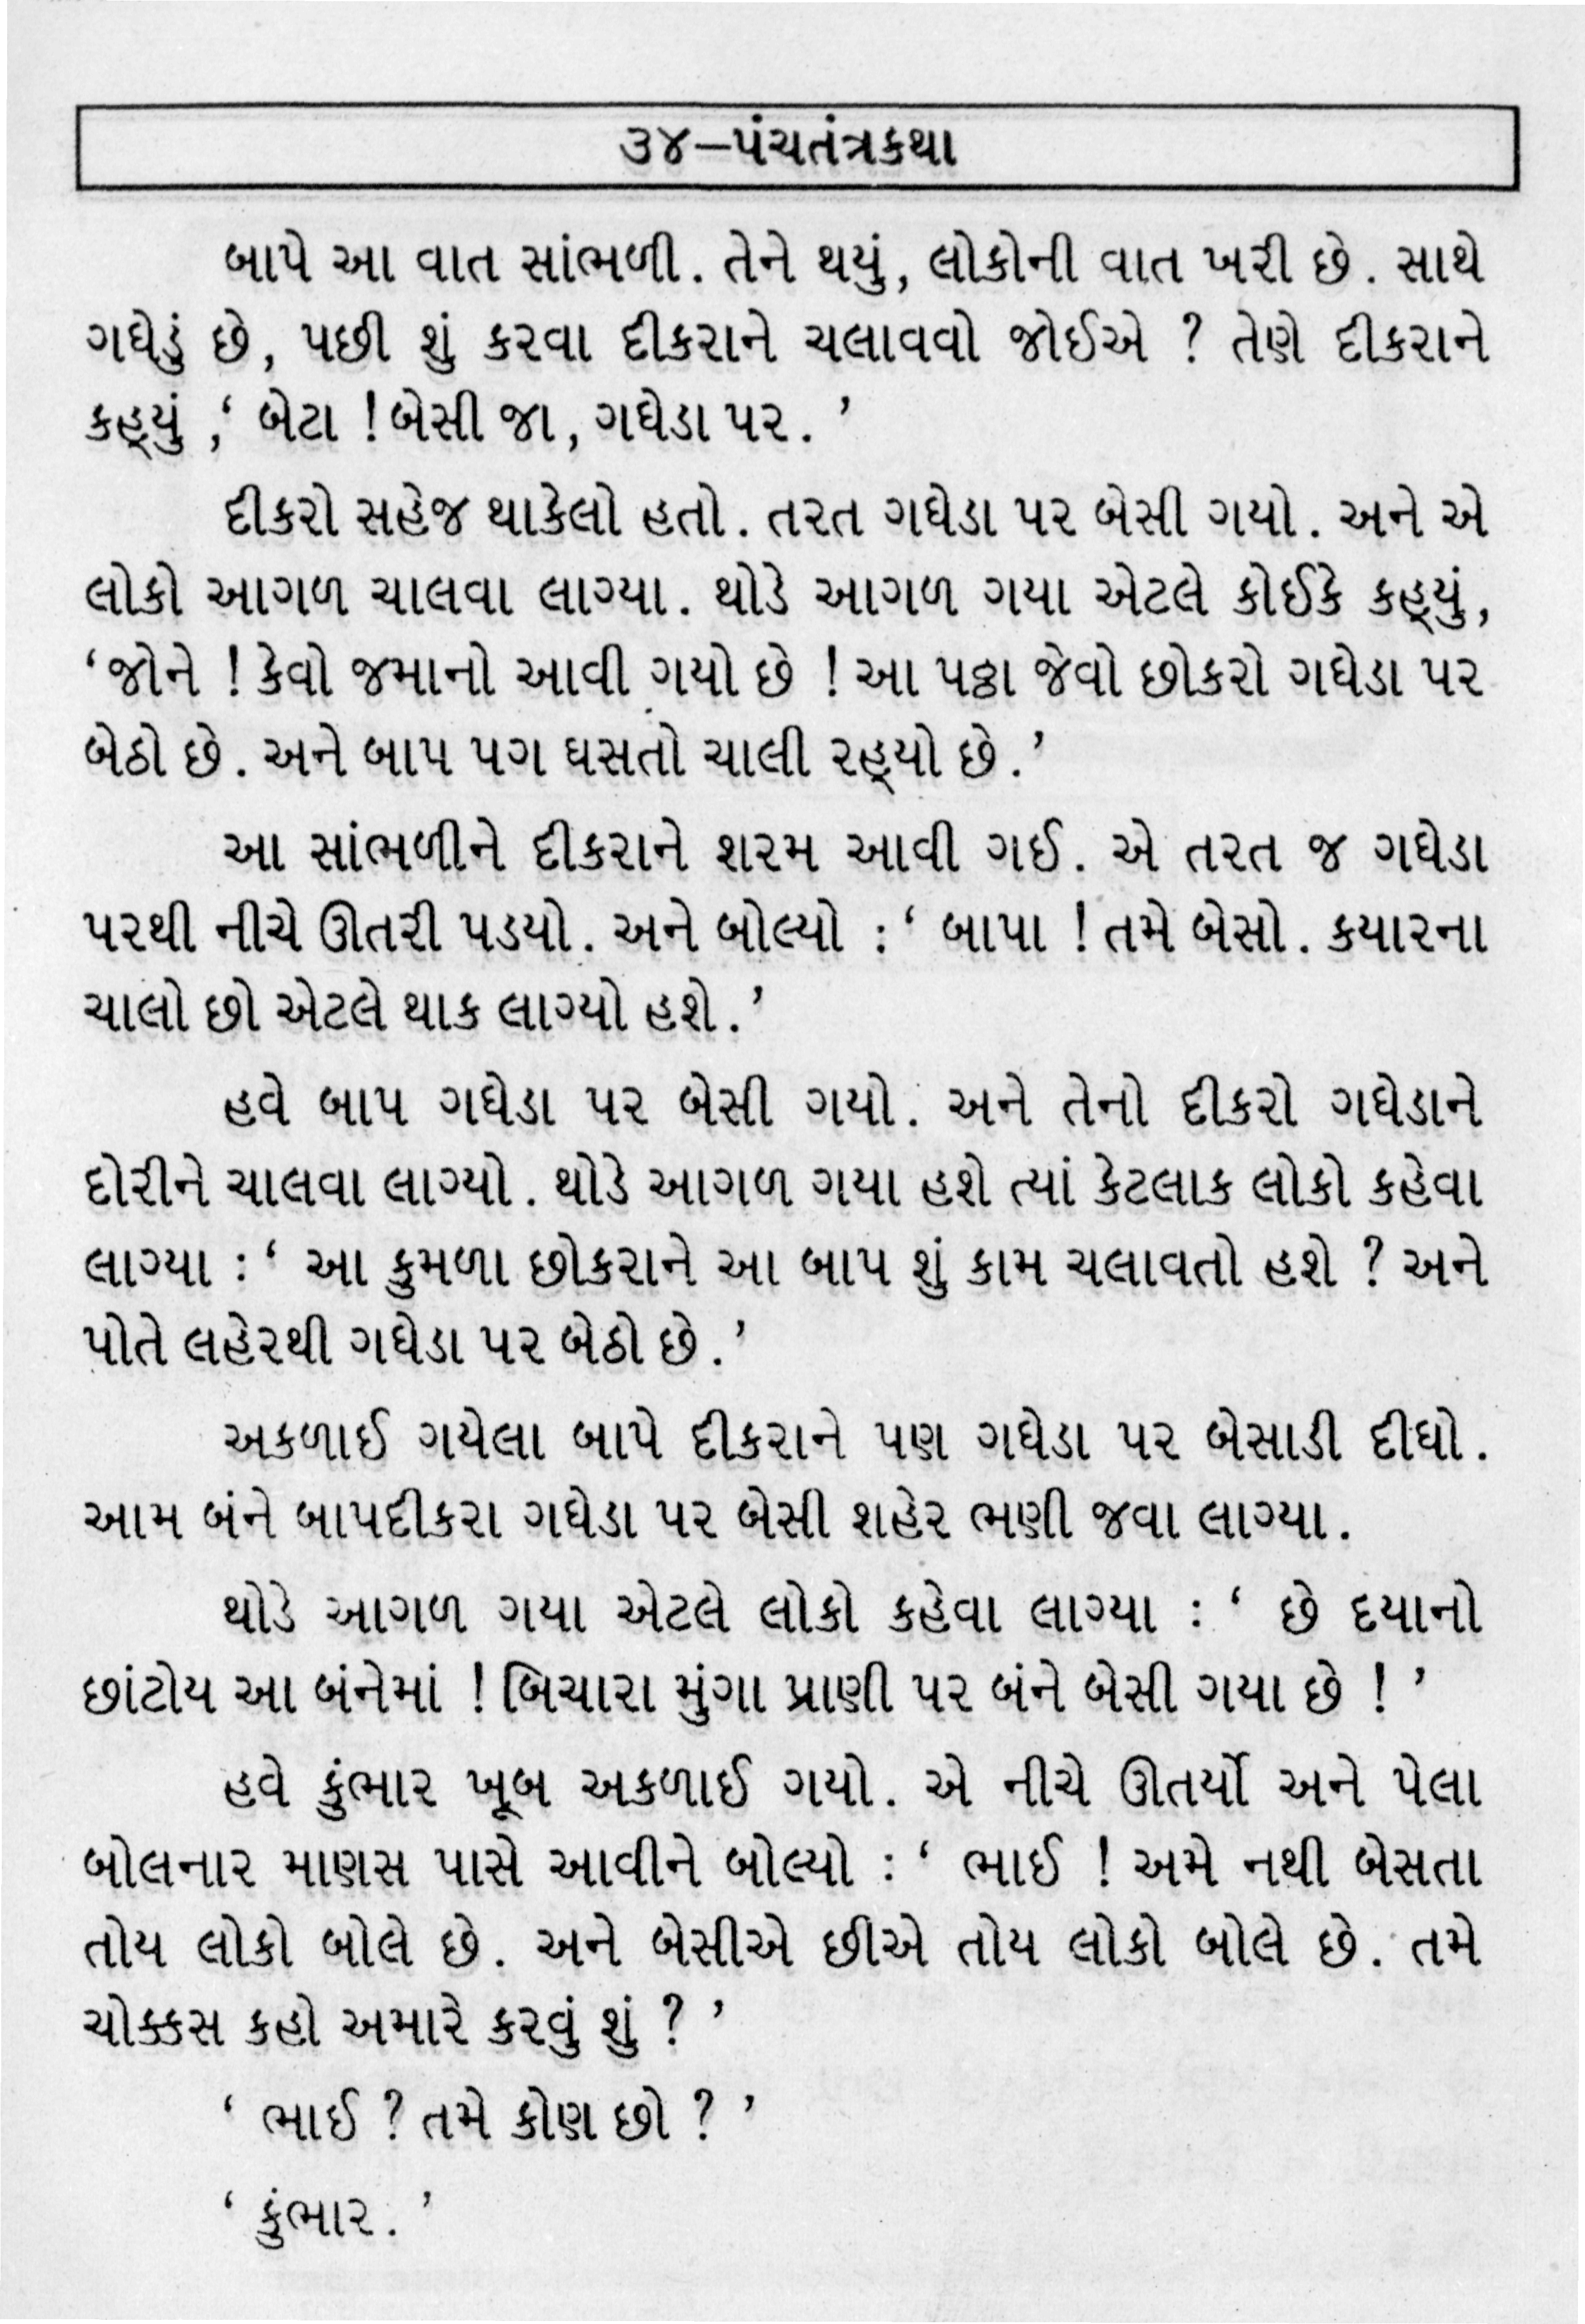 ૩૪–પંચતંત્રકથા
બાપે આ વાત સાંભળી. તેને થયું, લોકોની વાત ખરી છે. સાથે
ગધેડું છે, પછી શું કરવા દીકરાને ચલાવવો જોઈએ ? તેણે દીકરાને
કહ્યું ,‘ બેટા ! બેસી જા, ગધેડા પર. ’
દીકરો સહેજ થાકેલો હતો. તરત ગધેડા પર બેસી ગયો. અને એ
લોકો આગળ ચાલવા લાગ્યા. થોડે આગળ ગયા એટલે કોઈકે કહ્યું,
‘જોને ! કેવો જમાનો આવી ગયો છે ! આ પઠ્ઠા જેવો છોકરો ગધેડા પર
બેઠો છે. અને બાપ પગ ઘસતો ચાલી રહ્યો છે.’
આ સાંભળીને દીકરાને શરમ આવી ગઈ. એ તરત જ ગધેડા
પરથી નીચે ઊતરી પડયો. અને બોલ્યો : ‘ બાપા ! તમે બેસો. કયારના
ચાલો છો એટલે થાક લાગ્યો હશે.’
હવે બાપ ગધેડા પર બેસી ગયો. અને તેનો દીકરો ગધેડાને
દોરીને ચાલવા લાગ્યો. થોડે આગળ ગયા હશે ત્યાં કેટલાક લોકો કહેવા
લાગ્યા : ‘ આ કુમળા છોકરાને આ બાપ શું કામ ચલાવતો હશે ? અને
પોતે લહેરથી ગધેડા પર બેઠો છે.’
અકળાઈ ગયેલા બાપે દીકરાને પણ ગધેડા પર બેસાડી દીધો.
આમ બંને બાપદીકરા ગધેડા પર બેસી શહેર ભણી જવા લાગ્યા.
થોડે આગળ ગયા એટલે લોકો કહેવા લાગ્યા : ‘ છે દયાનો
છાંટોય આ બંનેમાં ! બિચારા મુંગા પ્રાણી પર બંને બેસી ગયા છે ! ’
હવે કુંભાર ખૂબ અકળાઈ ગયો. એ નીચે ઊતર્યો અને પેલા
બોલનાર માણસ પાસે આવીને બોલ્યો : ‘ ભાઈ ! અમે નથી બેસતા
તોય લોકો બોલે છે. અને બેસીએ છીએ તોય લોકો બોલે છે. તમે
ચોક્કસ કહો અમારે કરવું શું ? ’
‘ ભાઈ ? તમે કોણ છો ? ’
‘ કુંભાર. ’